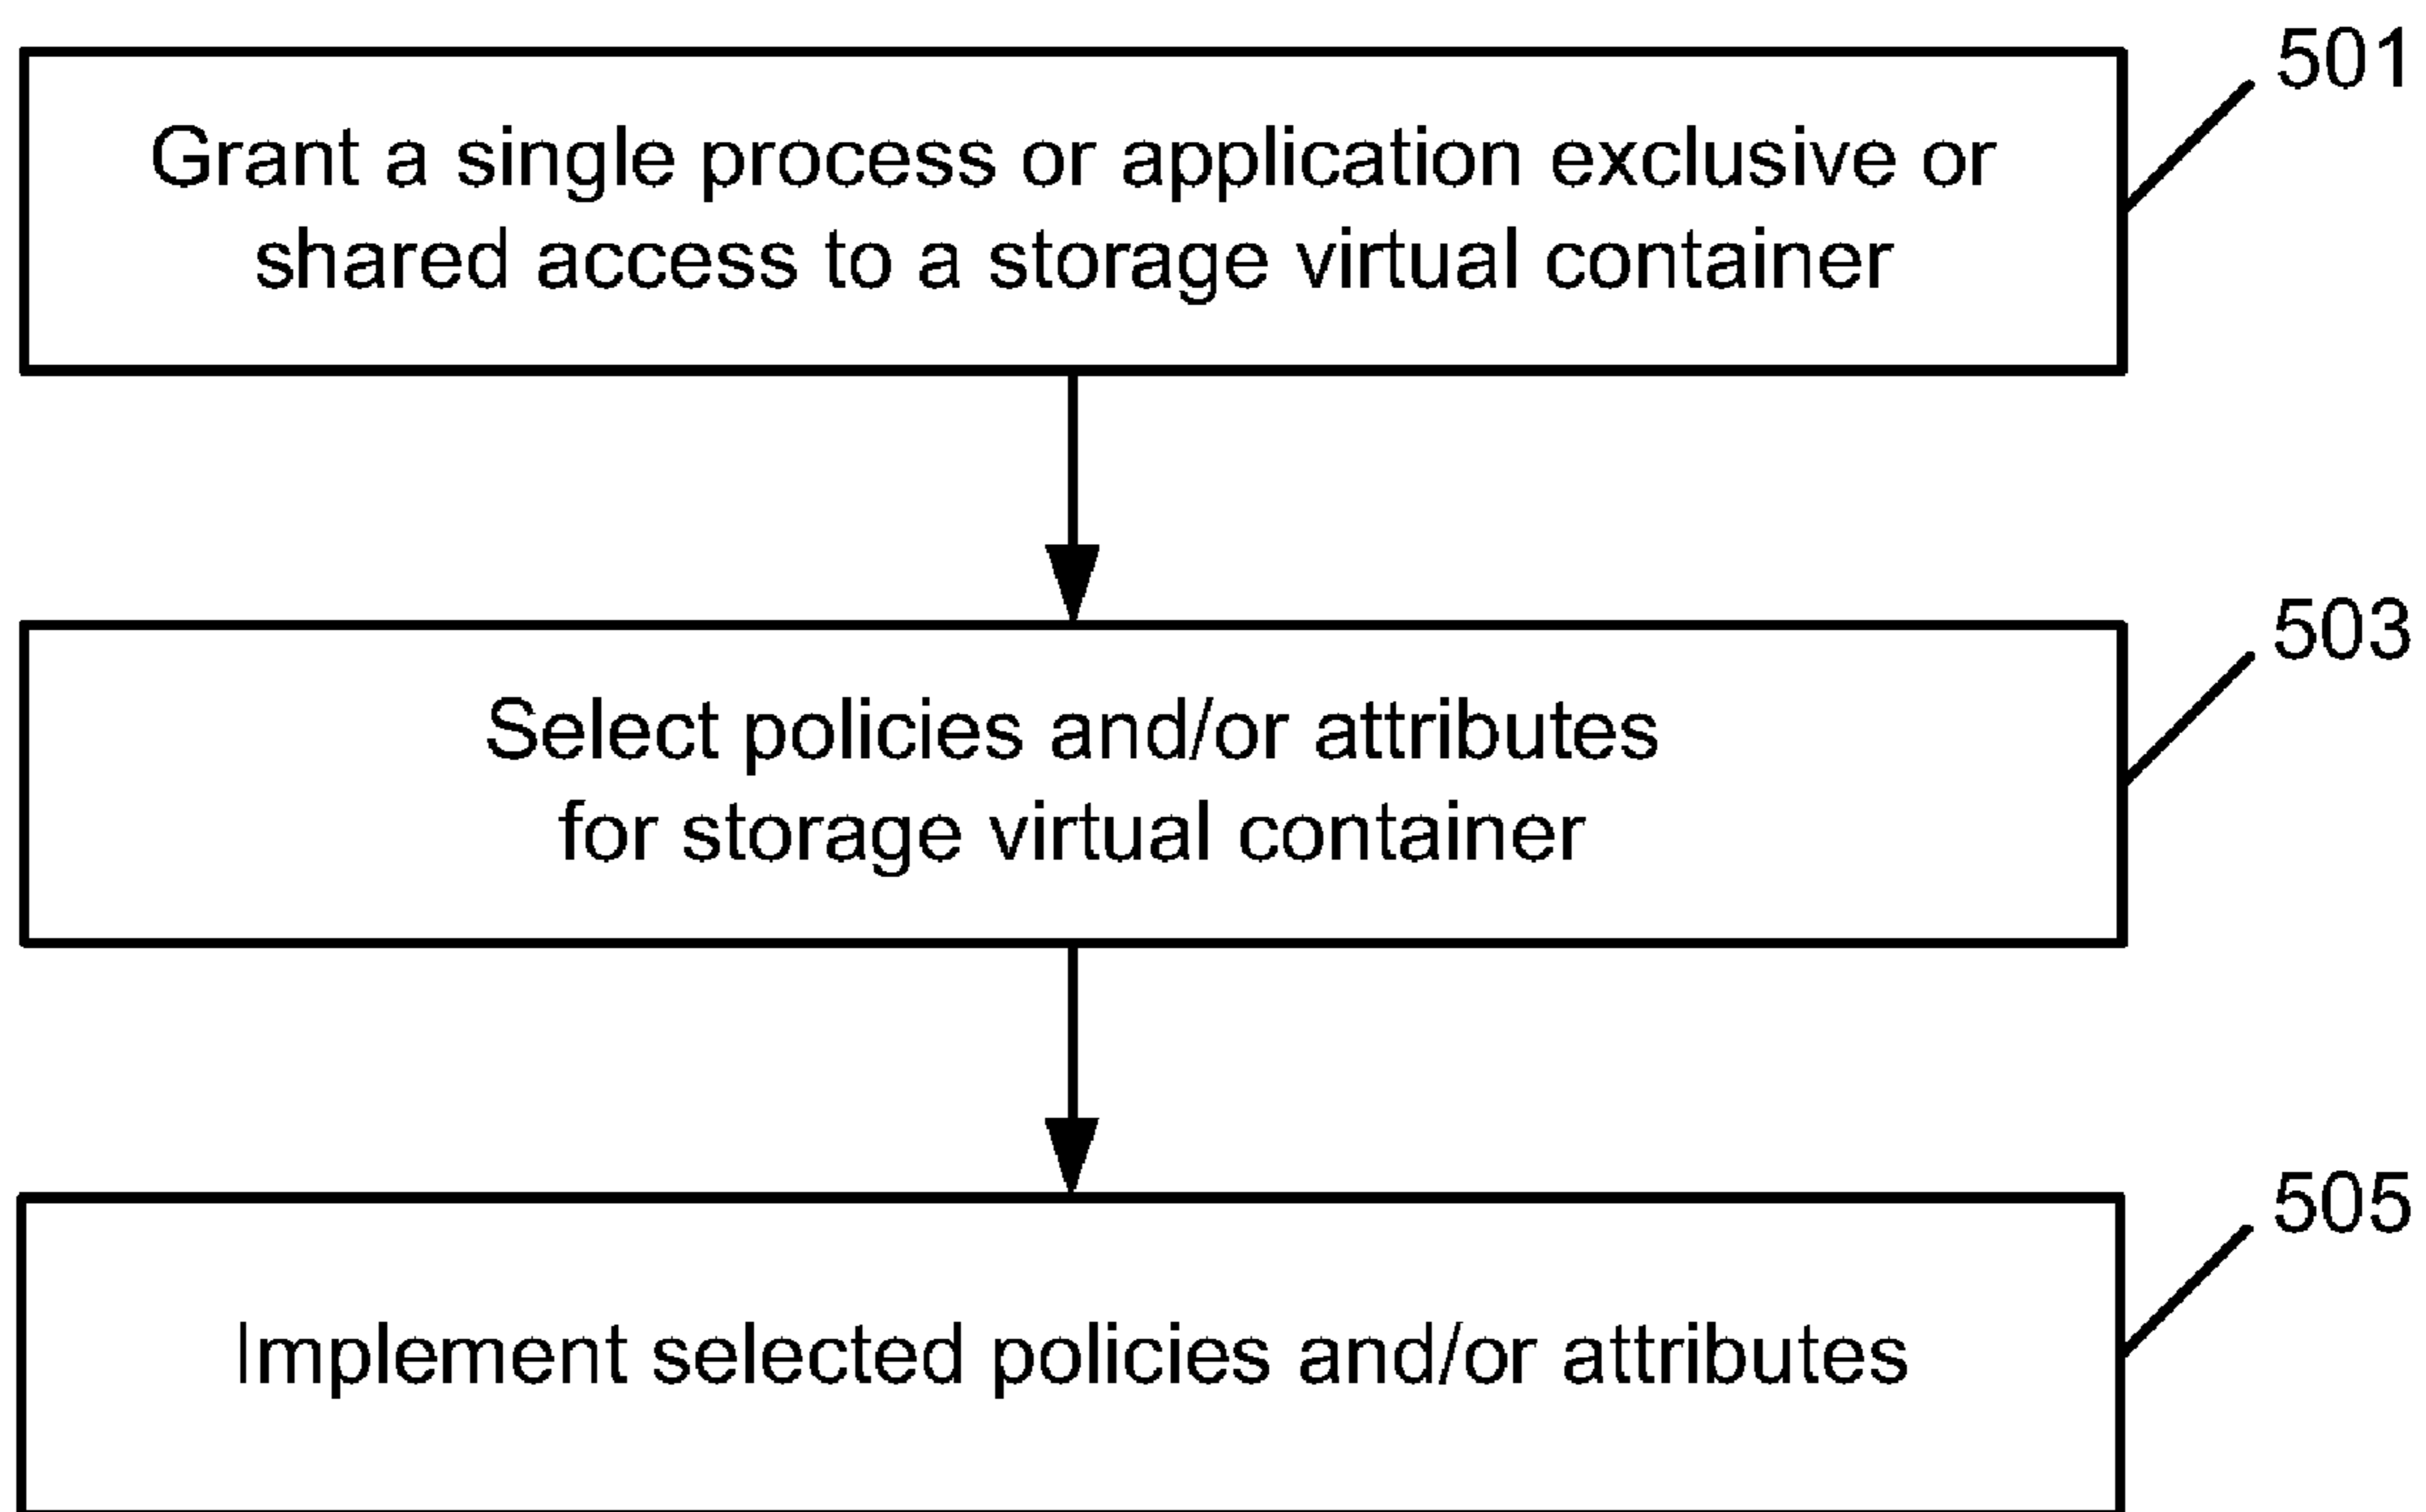 501
Grant a single process or application exclusive or
shared access to a storage virtual container
503
Select policies and/or attributes
for storage virtual container
505
Implement selected policies and/or attributes